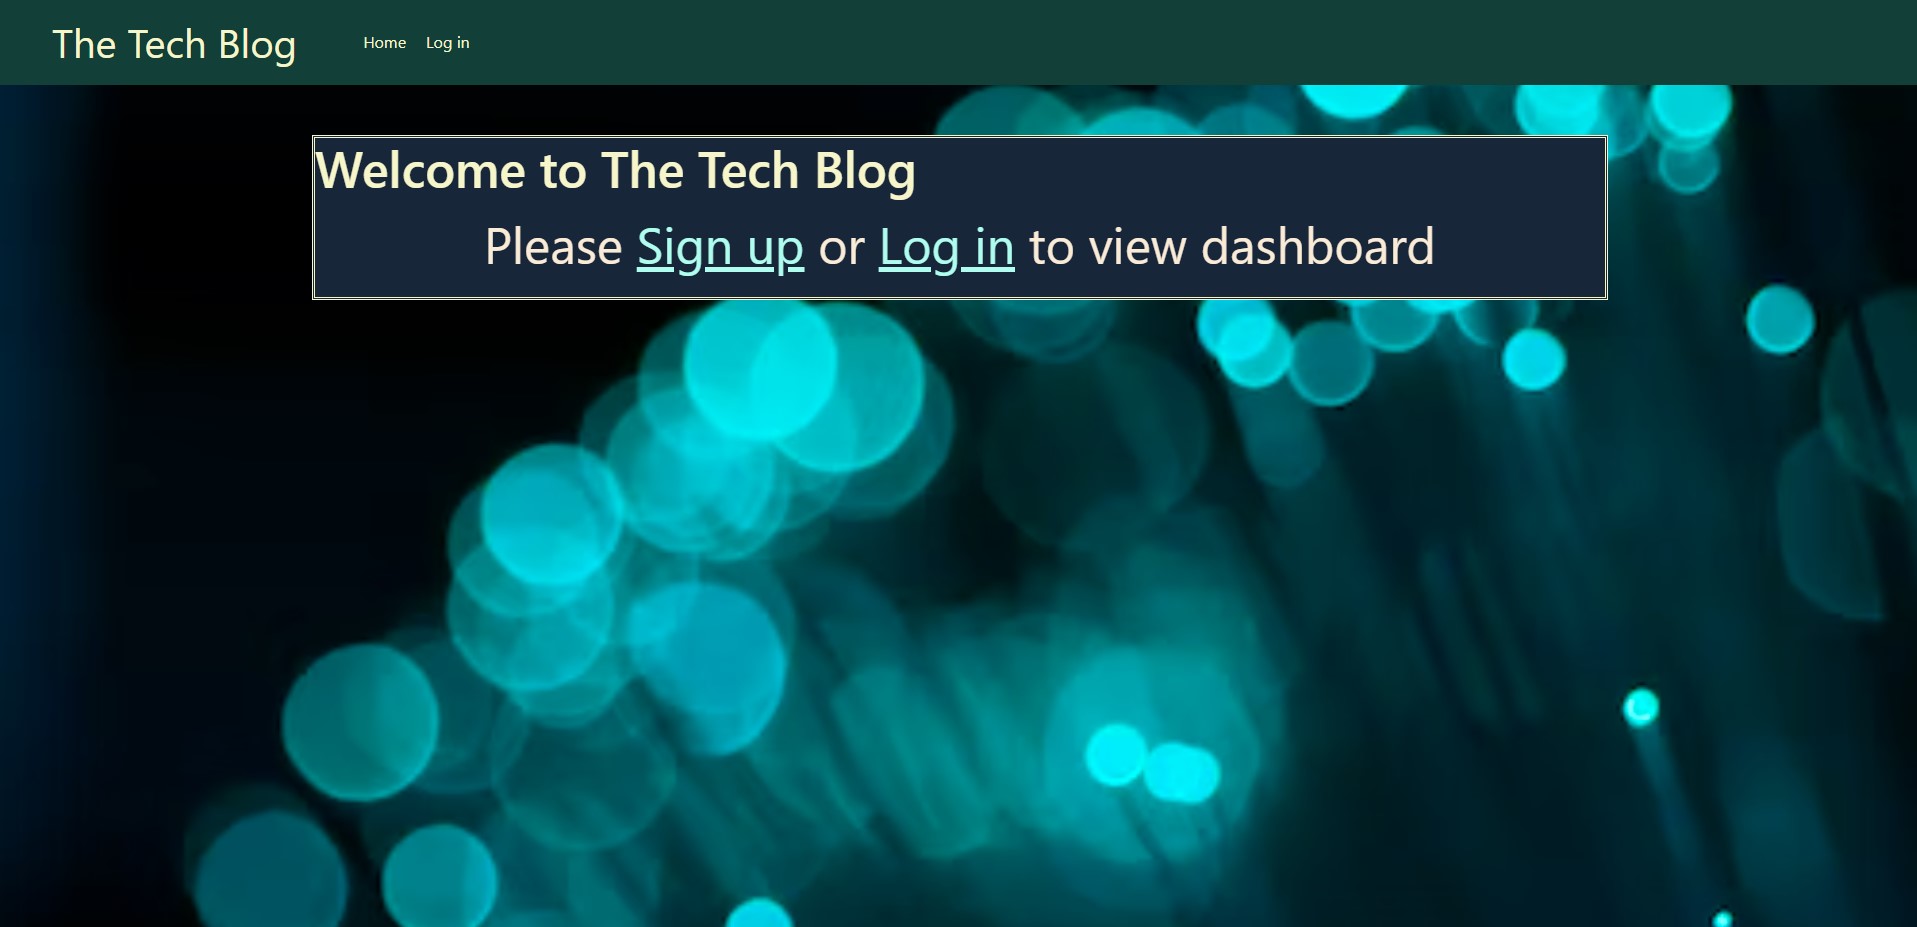 The Tech Blog
Home Log in
Welcome to The Tech Blog
Please Sign up or Log in to view dashboard